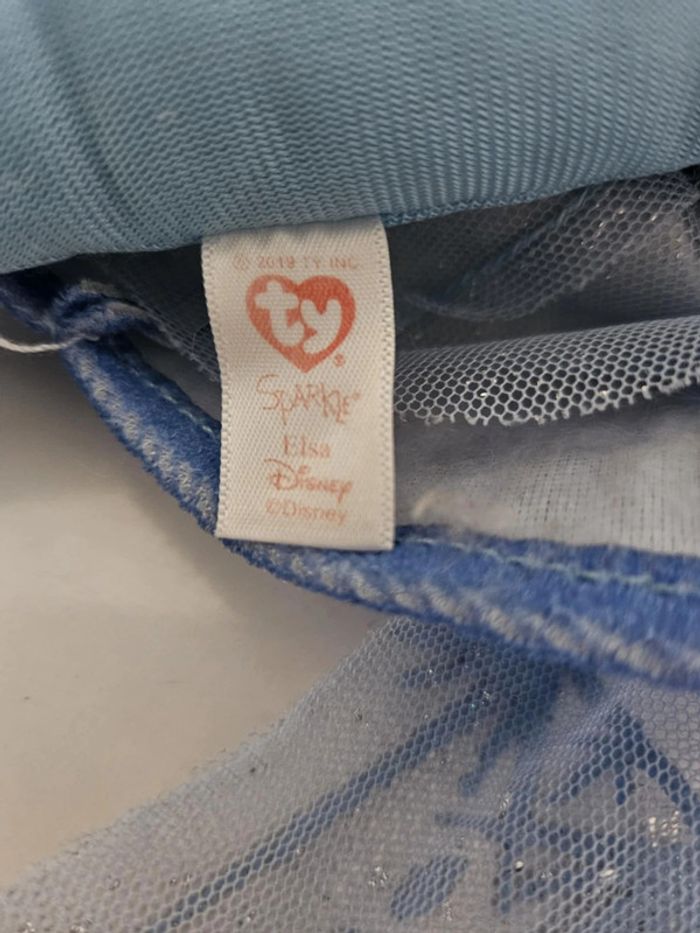 © 2019 TY INC
ty®
SPARKLE®
Elsa
Disney
©Disney